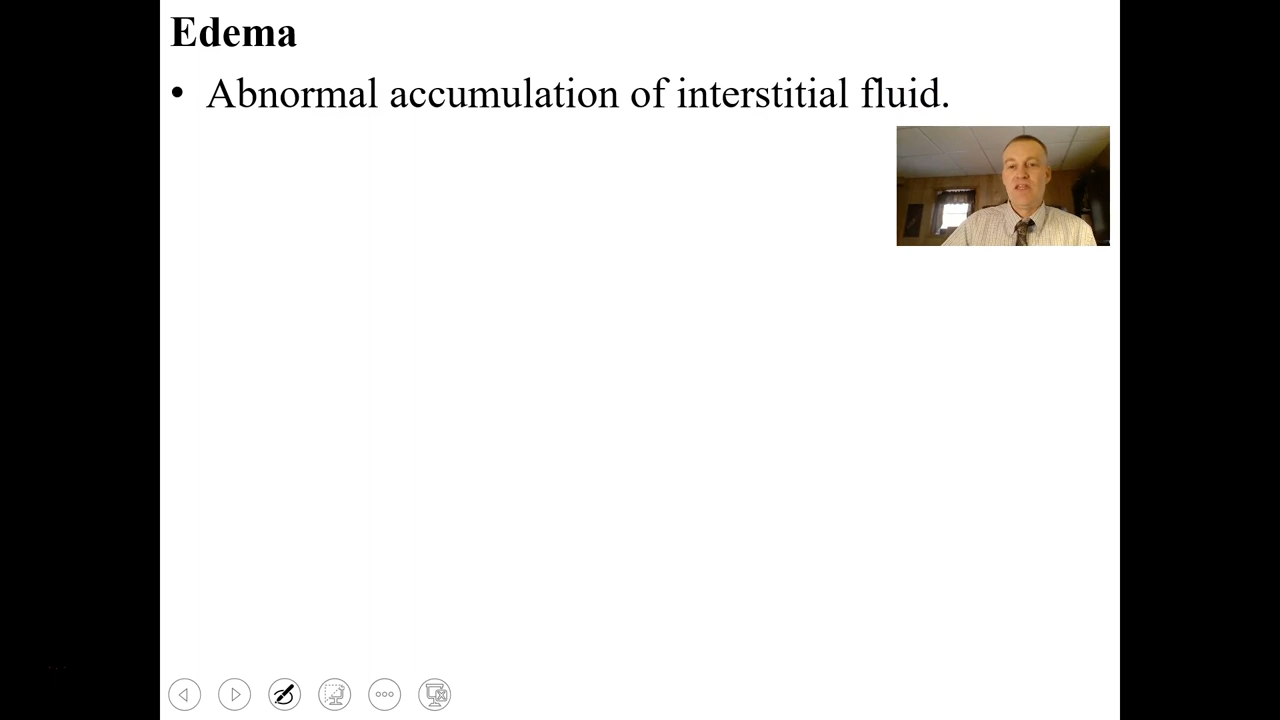 Edema
• Abnormal accumulation of interstitial fluid.